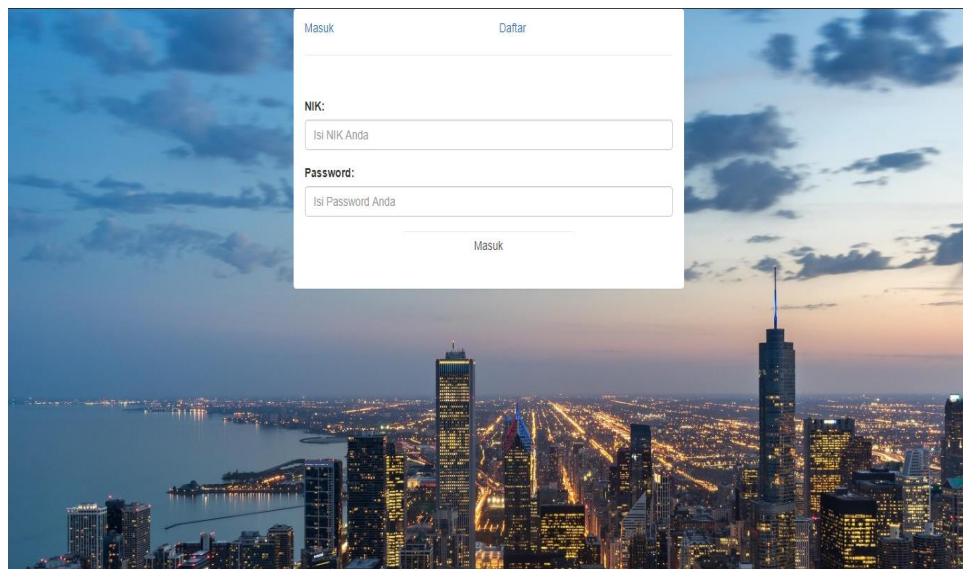 Masuk Daftar
NIK:
Isi NIK Anda
Password:
Isi Password Anda
Masuk